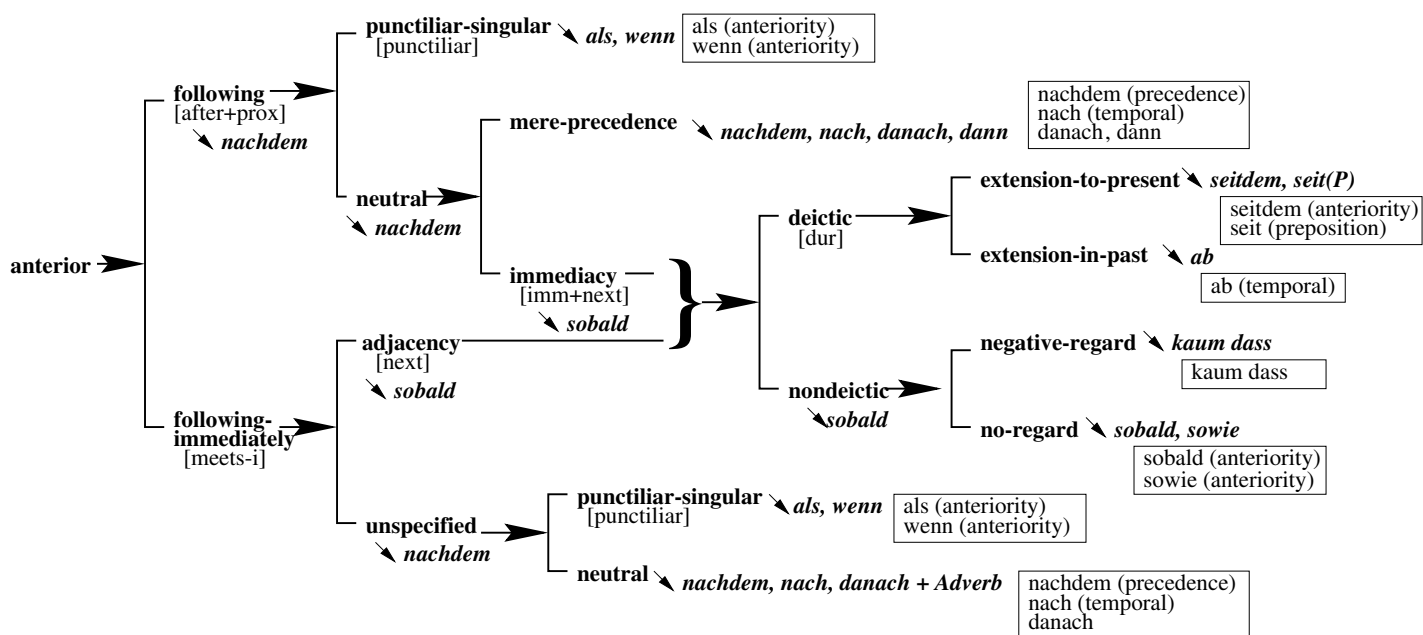 punctiliar-singular
[punctiliar]
als, wenn
als (anteriority)
wenn (anteriority)
following
[after+prox]
nachdem
mere-precedence
nachdem, nach, danach, dann
nachdem (precedence)
nach (temporal)
danach, dann
neutral
nachdem
extension-to-present
seitdem, seit(P)
seitdem (anteriority)
seit (preposition)
deictic
[dur]
extension-in-past
ab
ab (temporal)
anterior
immediacy
[imm+next]
sobald
}
adjacency
[next]
sobald
negative-regard
kaum dass
kaum dass
nondeictic
sobald
no-regard
sobald, sowie
sobald (anteriority)
sowie (anteriority)
following-
immediately
[meets-i]
punctiliar-singular
[punctiliar]
als, wenn
als (anteriority)
wenn (anteriority)
unspecified
nachdem
neutral
nachdem, nach, danach + Adverb
nachdem (precedence)
nach (temporal)
danach